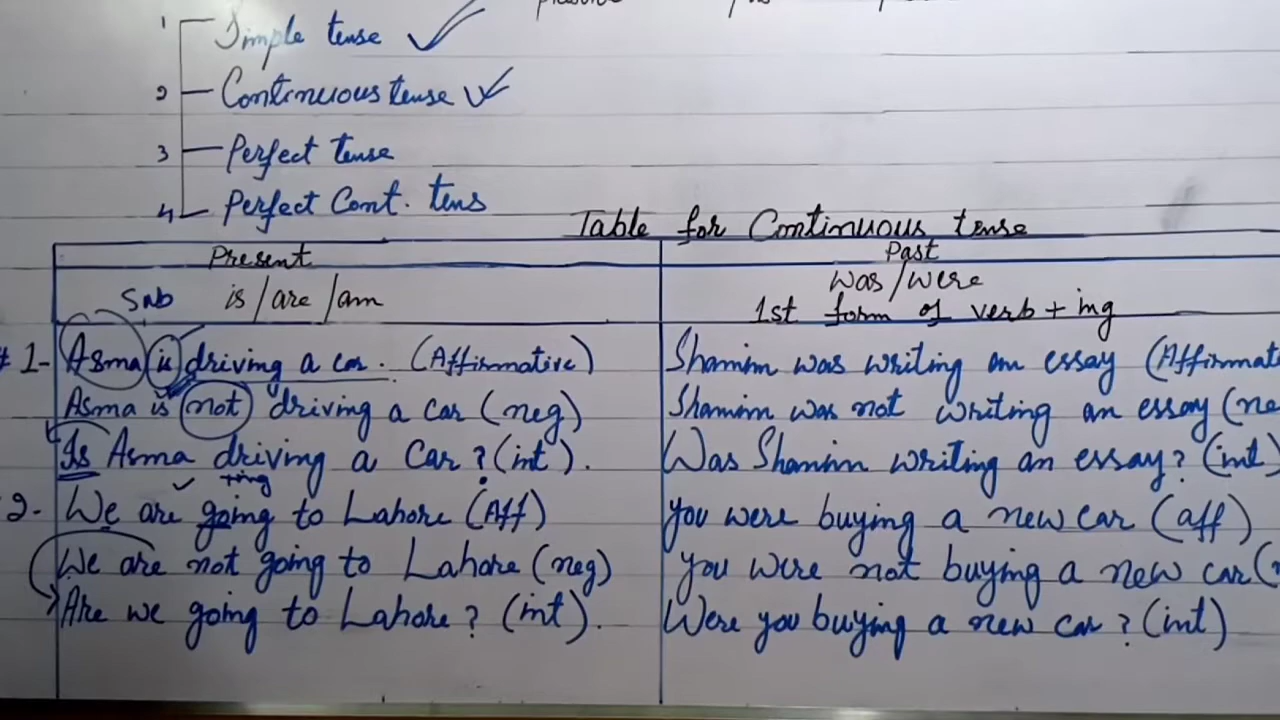 1 Simple tense
2 Continuous tense
3 Perfect tense
4 Perfect Cont. tens
Table for Continuous tense
Present
Past
Sub is / are / am
was / were
1st form of verb + ing
1- Asma is driving a car. (Affirmative)
Shamim was writing an essay (Affirmat
Asma is not driving a car (neg)
Shamim was not writing an essay (ne
Is Asma driving a Car? (int).
Was Shamim writing an essay? (int)
+ing
2- We are going to Lahore (Aff)
You were buying a new car (aff)
We are not going to Lahore (neg)
you were not buying a new car (
Are we going to Lahore? (int).
Were you buying a new car? (int)